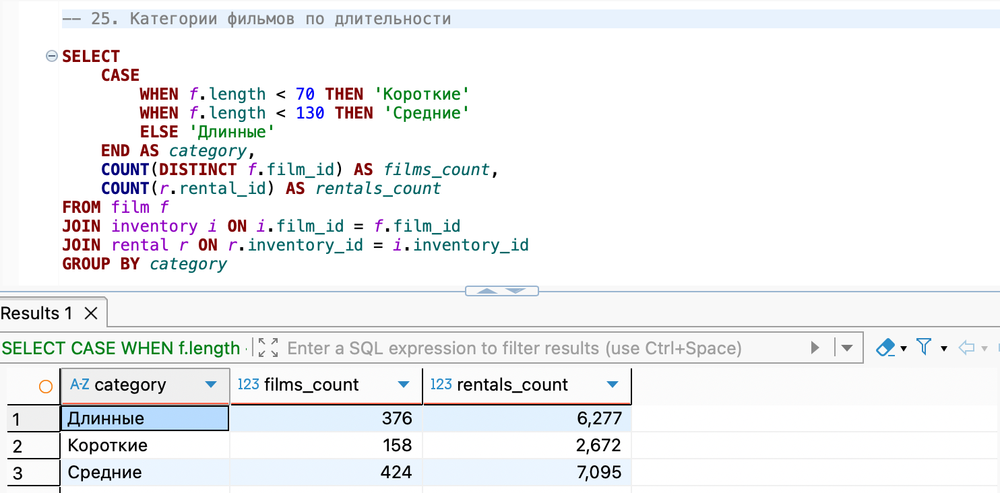 -- 25. Категории фильмов по длительности
SELECT
CASE
WHEN f.length < 70 THEN 'Короткие'
WHEN f.length < 130 THEN 'Средние'
ELSE 'Длинные'
END AS category,
COUNT(DISTINCT f.film_id) AS films_count,
COUNT(r.rental_id) AS rentals_count
FROM film f
JOIN inventory i ON i.film_id = f.film_id
JOIN rental r ON r.inventory_id = i.inventory_id
GROUP BY category
Results 1
SELECT CASE WHEN f.length Enter a SQL expression to filter results (use Ctrl+Space)
A-Z category 123 films_count 123 rentals_count
1 Длинные 376 6,277
2 Короткие 158 2,672
3 Средние 424 7,095